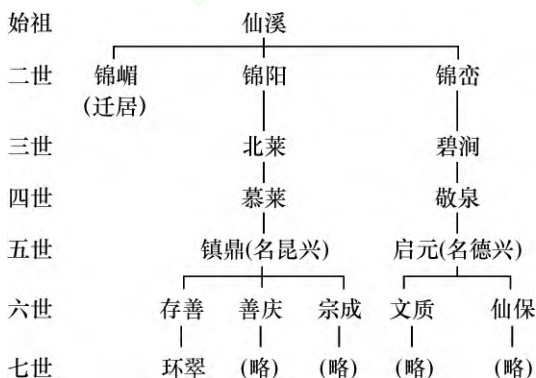 始祖 仙溪
二世 锦嵋 锦阳 锦峦
(迁居)
三世 北莱 碧涧
四世 慕莱 敬泉
五世 镇鼎(名昆兴) 启元(名德兴)
六世 存善 善庆 宗成 文质 仙保
七世 环翠 (略) (略) (略) (略)